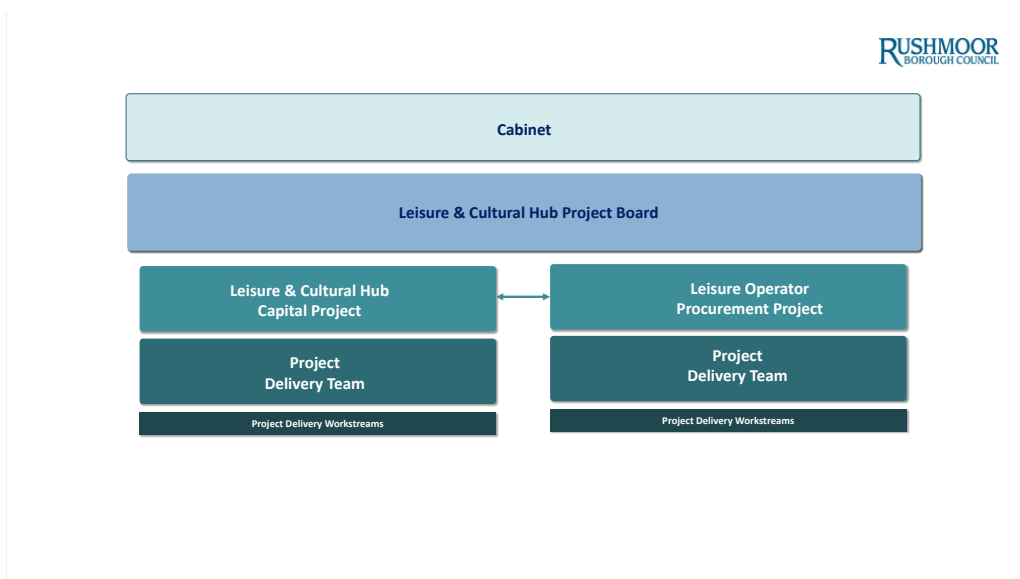 RUSHMOOR
BOROUGH COUNCIL
Cabinet
Leisure & Cultural Hub Project Board
Leisure & Cultural Hub
Capital Project
Leisure Operator
Procurement Project
Project
Delivery Team
Project
Delivery Team
Project Delivery Workstreams
Project Delivery Workstreams